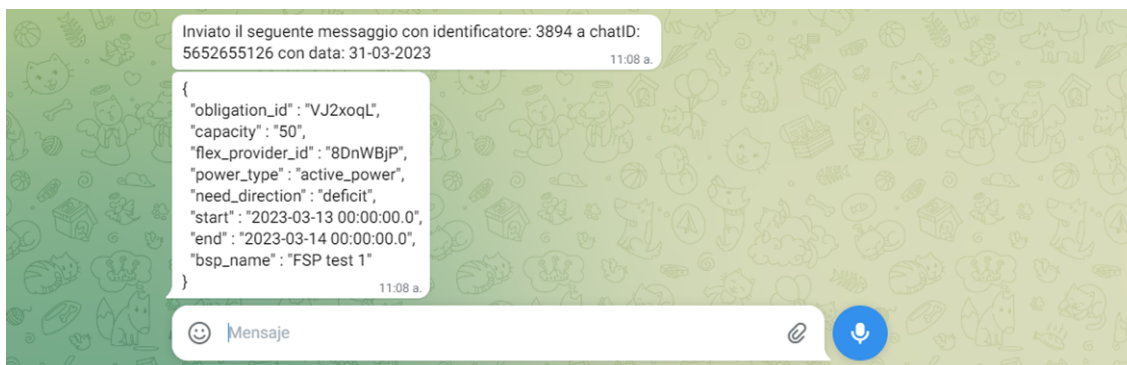 Inviato il seguente messaggio con identificatore: 3894 a chatID:
5652655126 con data: 31-03-2023
11:08 a.
{
"obligation_id" : "VJ2xoqL",
"capacity" : "50",
"flex_provider_id" : "8DnWBjP",
"power_type" : "active_power",
"need_direction" : "deficit",
"start" : "2023-03-13 00:00:00.0",
"end" : "2023-03-14 00:00:00.0",
"bsp_name" : "FSP test 1"
}
11:08 a.
Mensaje